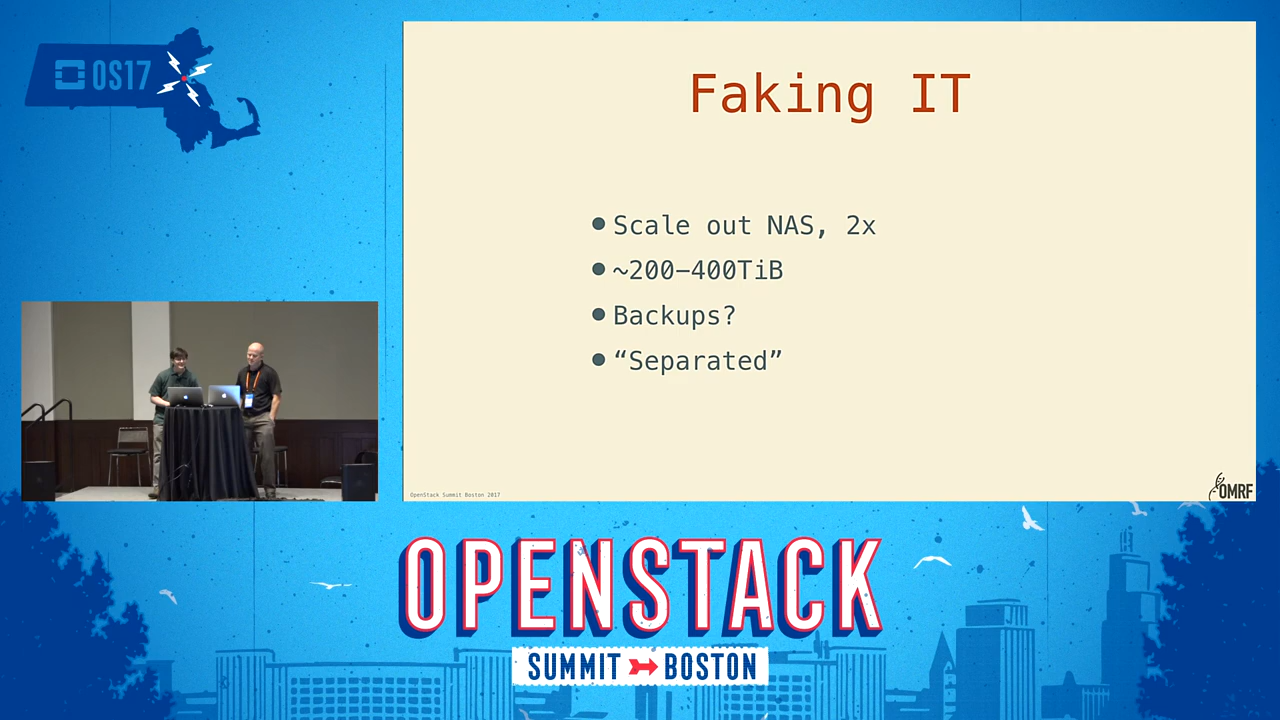 OS17
Faking IT
Scale out NAS, 2x
~200-400TiB
Backups?
“Separated”
OpenStack Summit Boston 2017
OMRF
OPENSTACK
SUMMIT BOSTON